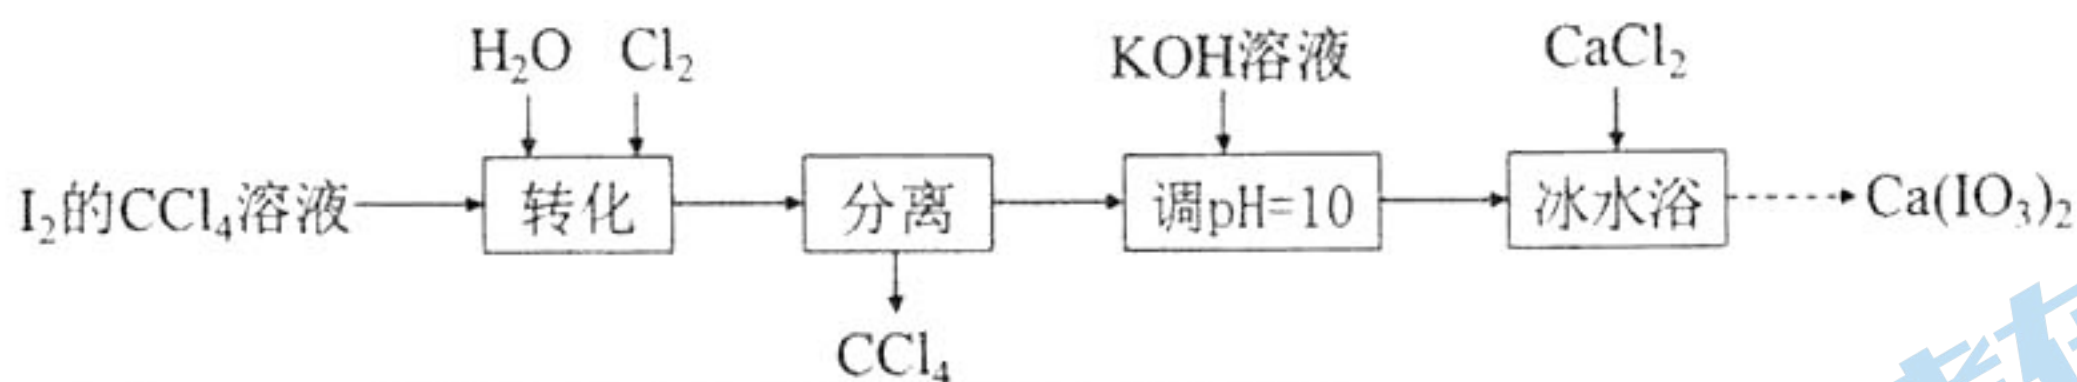 H₂O Cl₂ KOH溶液 CaCl₂
I₂的CCl₄溶液 转化 分离 调pH=10 冰水浴 Ca(IO₃)₂
CCl₄